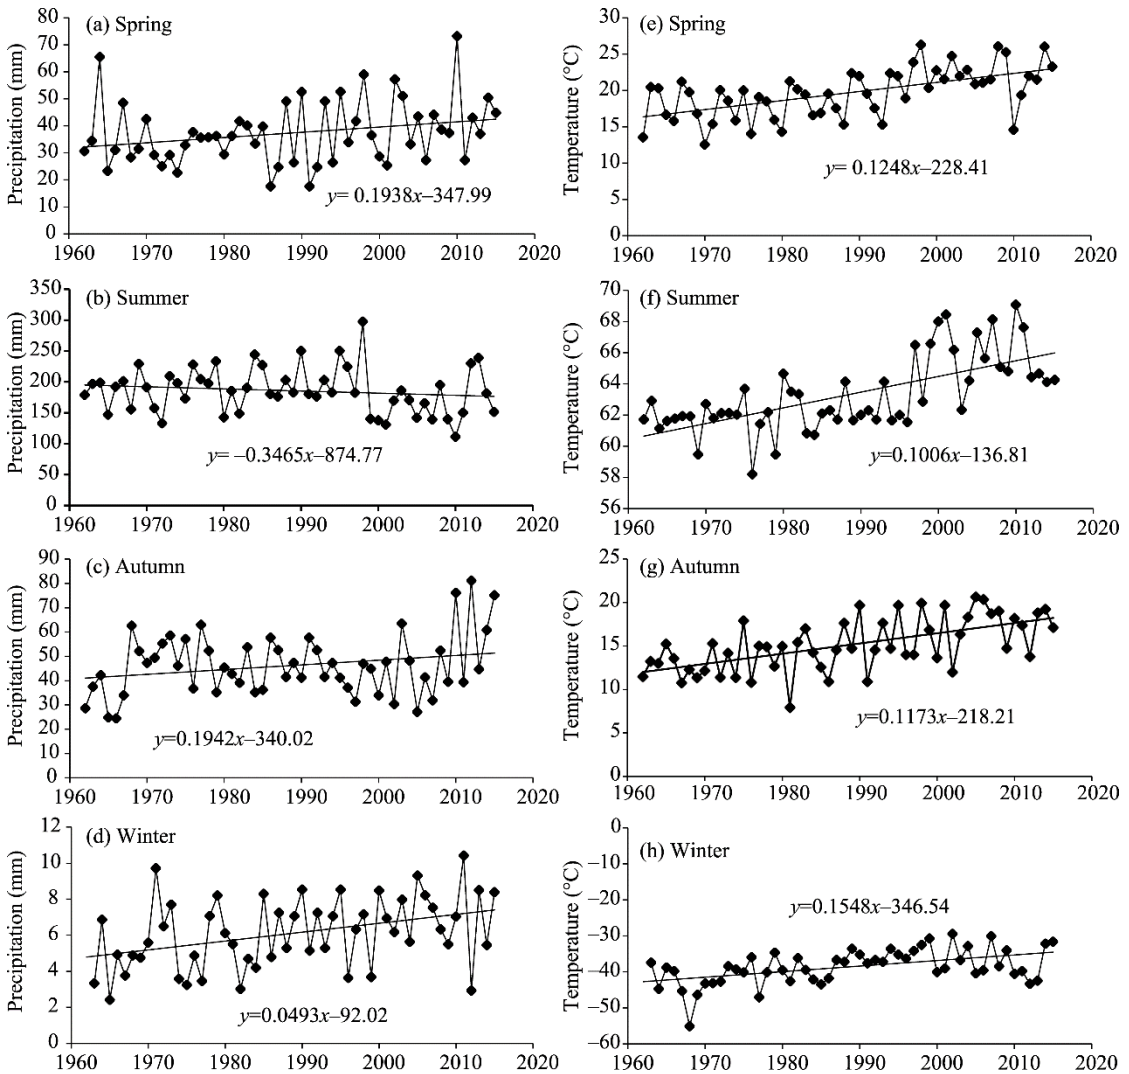 (a) Spring
Precipitation (mm)
80
70
60
50
40
30
20
10
0
y= 0.1938x–347.99
1960 1970 1980 1990 2000 2010 2020
(e) Spring
Temperature (°C)
30
25
20
15
10
5
0
y= 0.1248x–228.41
1960 1970 1980 1990 2000 2010 2020
(b) Summer
Precipitation (mm)
350
300
250
200
150
100
50
0
y= –0.3465x–874.77
1960 1970 1980 1990 2000 2010 2020
(f) Summer
Temperature (°C)
70
68
66
64
62
60
58
56
y=0.1006x–136.81
1960 1970 1980 1990 2000 2010 2020
(c) Autumn
Precipitation (mm)
90
80
70
60
50
40
30
20
10
0
y=0.1942x–340.02
1960 1970 1980 1990 2000 2010 2020
(g) Autumn
Temperature (°C)
25
20
15
10
5
0
y=0.1173x–218.21
1960 1970 1980 1990 2000 2010 2020
(d) Winter
Precipitation (mm)
12
10
8
6
4
2
0
y=0.0493x–92.02
1960 1970 1980 1990 2000 2010 2020
(h) Winter
Temperature (°C)
0
–10
–20
–30
–40
–50
–60
y=0.1548x–346.54
1960 1970 1980 1990 2000 2010 2020